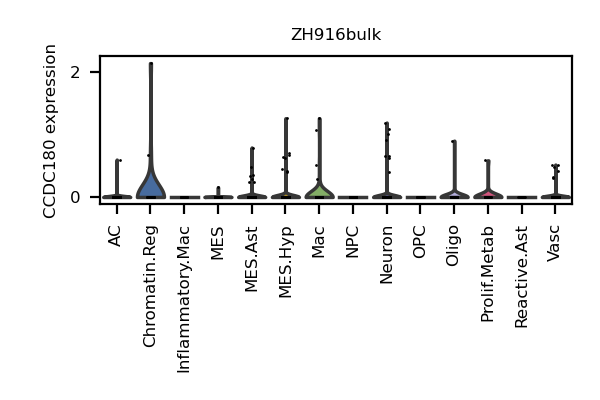 ZH916bulk
CCDC180 expression
2
0
AC
Chromatin.Reg
Inflammatory.Mac
MES
MES.Ast
MES.Hyp
Mac
NPC
Neuron
OPC
Oligo
Prolif.Metab
Reactive.Ast
Vasc